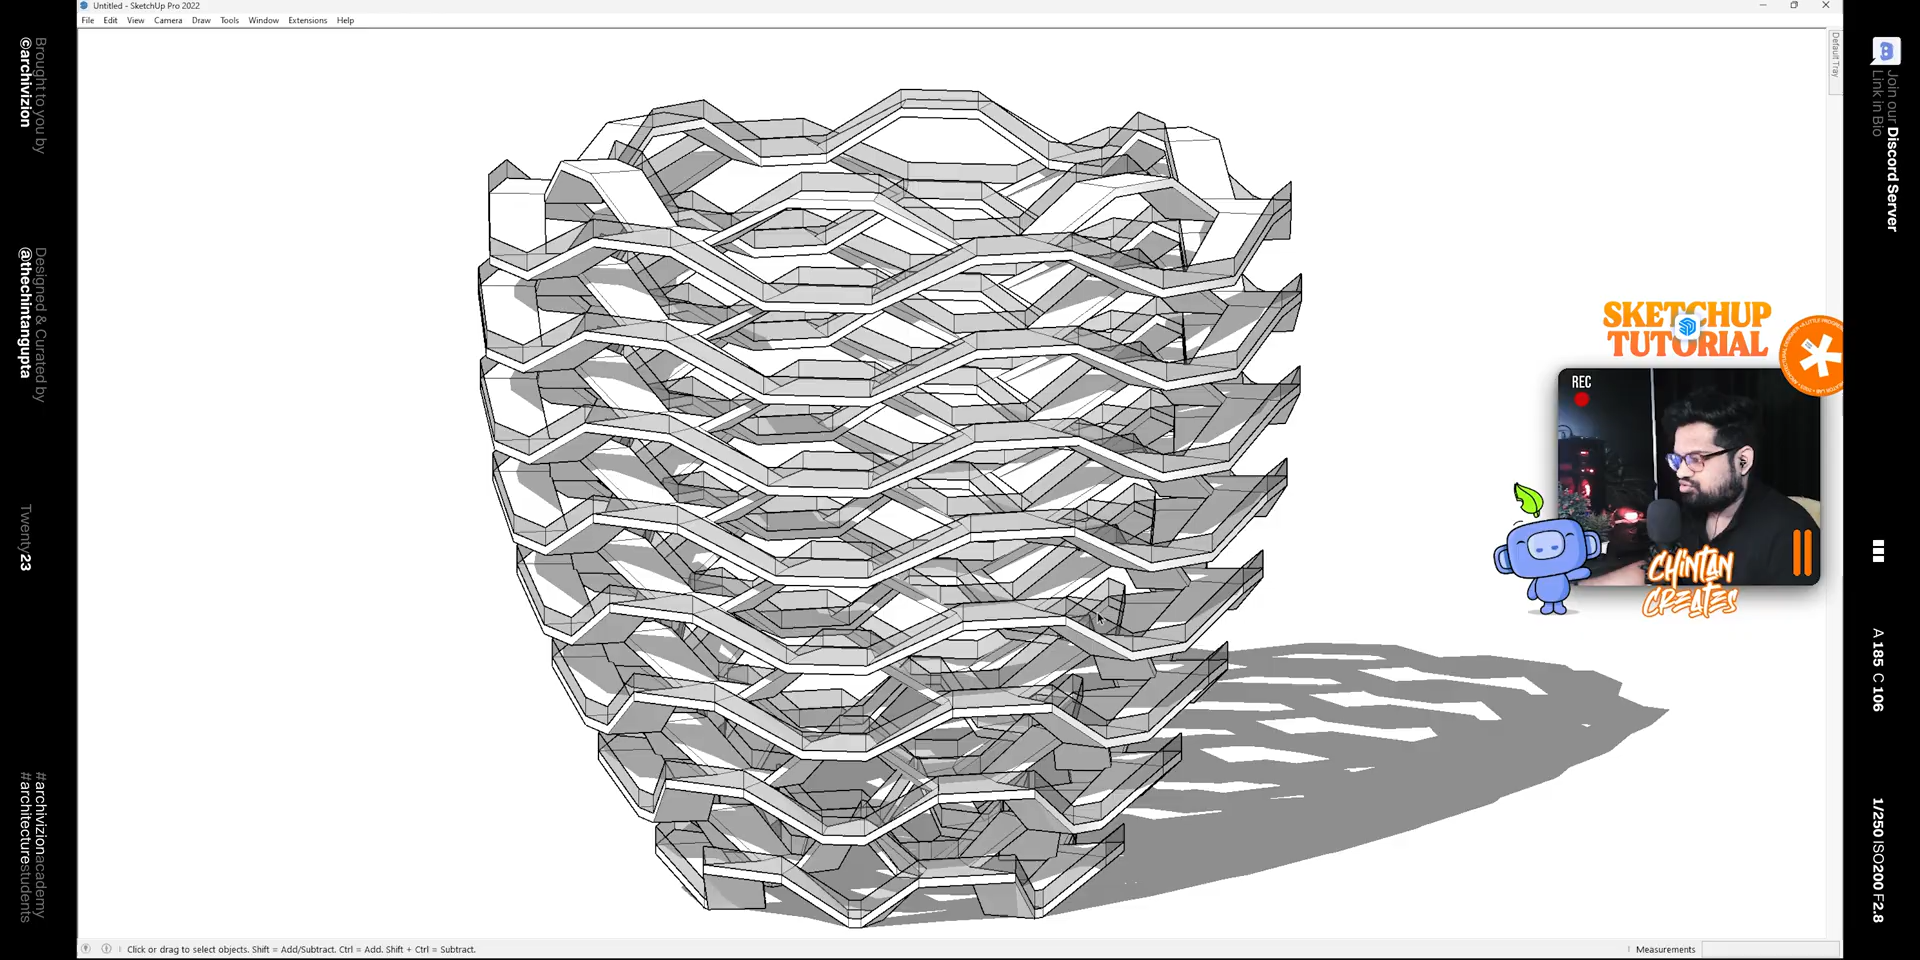 Untitled - SketchUp Pro 2022
File Edit View Camera Draw Tools Window Extensions Help
Default Tray
Brought to you by
©archivizion
Designed & Curated by
@thechintangupta
Twenty23
#archivizionacademy
#architecturestudents
Join our Discord Server
Link in Bio
SKETCHUP
TUTORIAL
REC
CHINTAN
CREATES
A 185 C 106
1/250 ISO200 F2.8
Click or drag to select objects. Shift = Add/Subtract. Ctrl = Add. Shift + Ctrl = Subtract.
Measurements